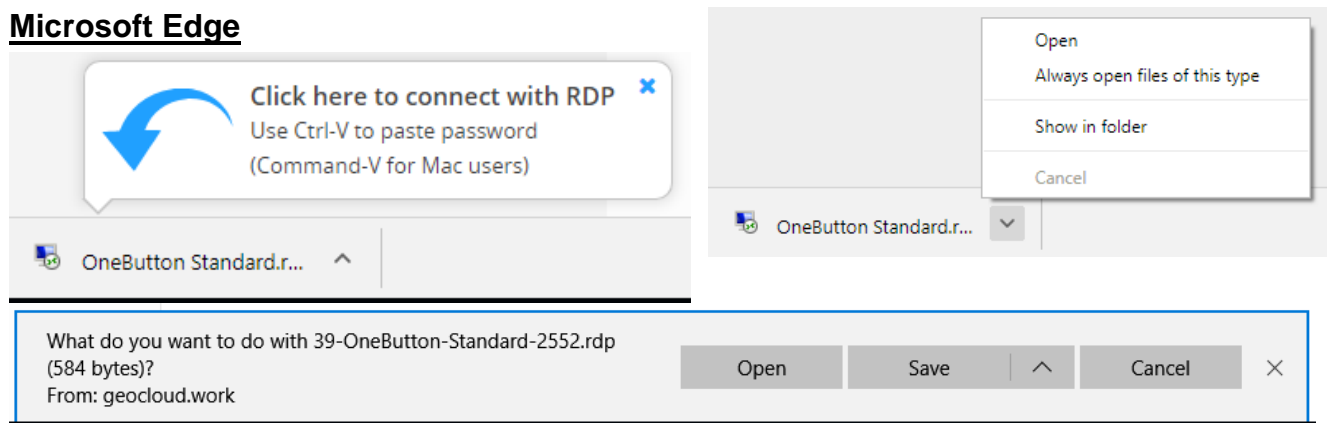 Microsoft Edge
Click here to connect with RDP
Use Ctrl-V to paste password
(Command-V for Mac users)
OneButton Standard.r...
Open
Always open files of this type
Show in folder
Cancel
OneButton Standard.r...
What do you want to do with 39-OneButton-Standard-2552.rdp
(584 bytes)?
From: geocloud.work
Open
Save
Cancel